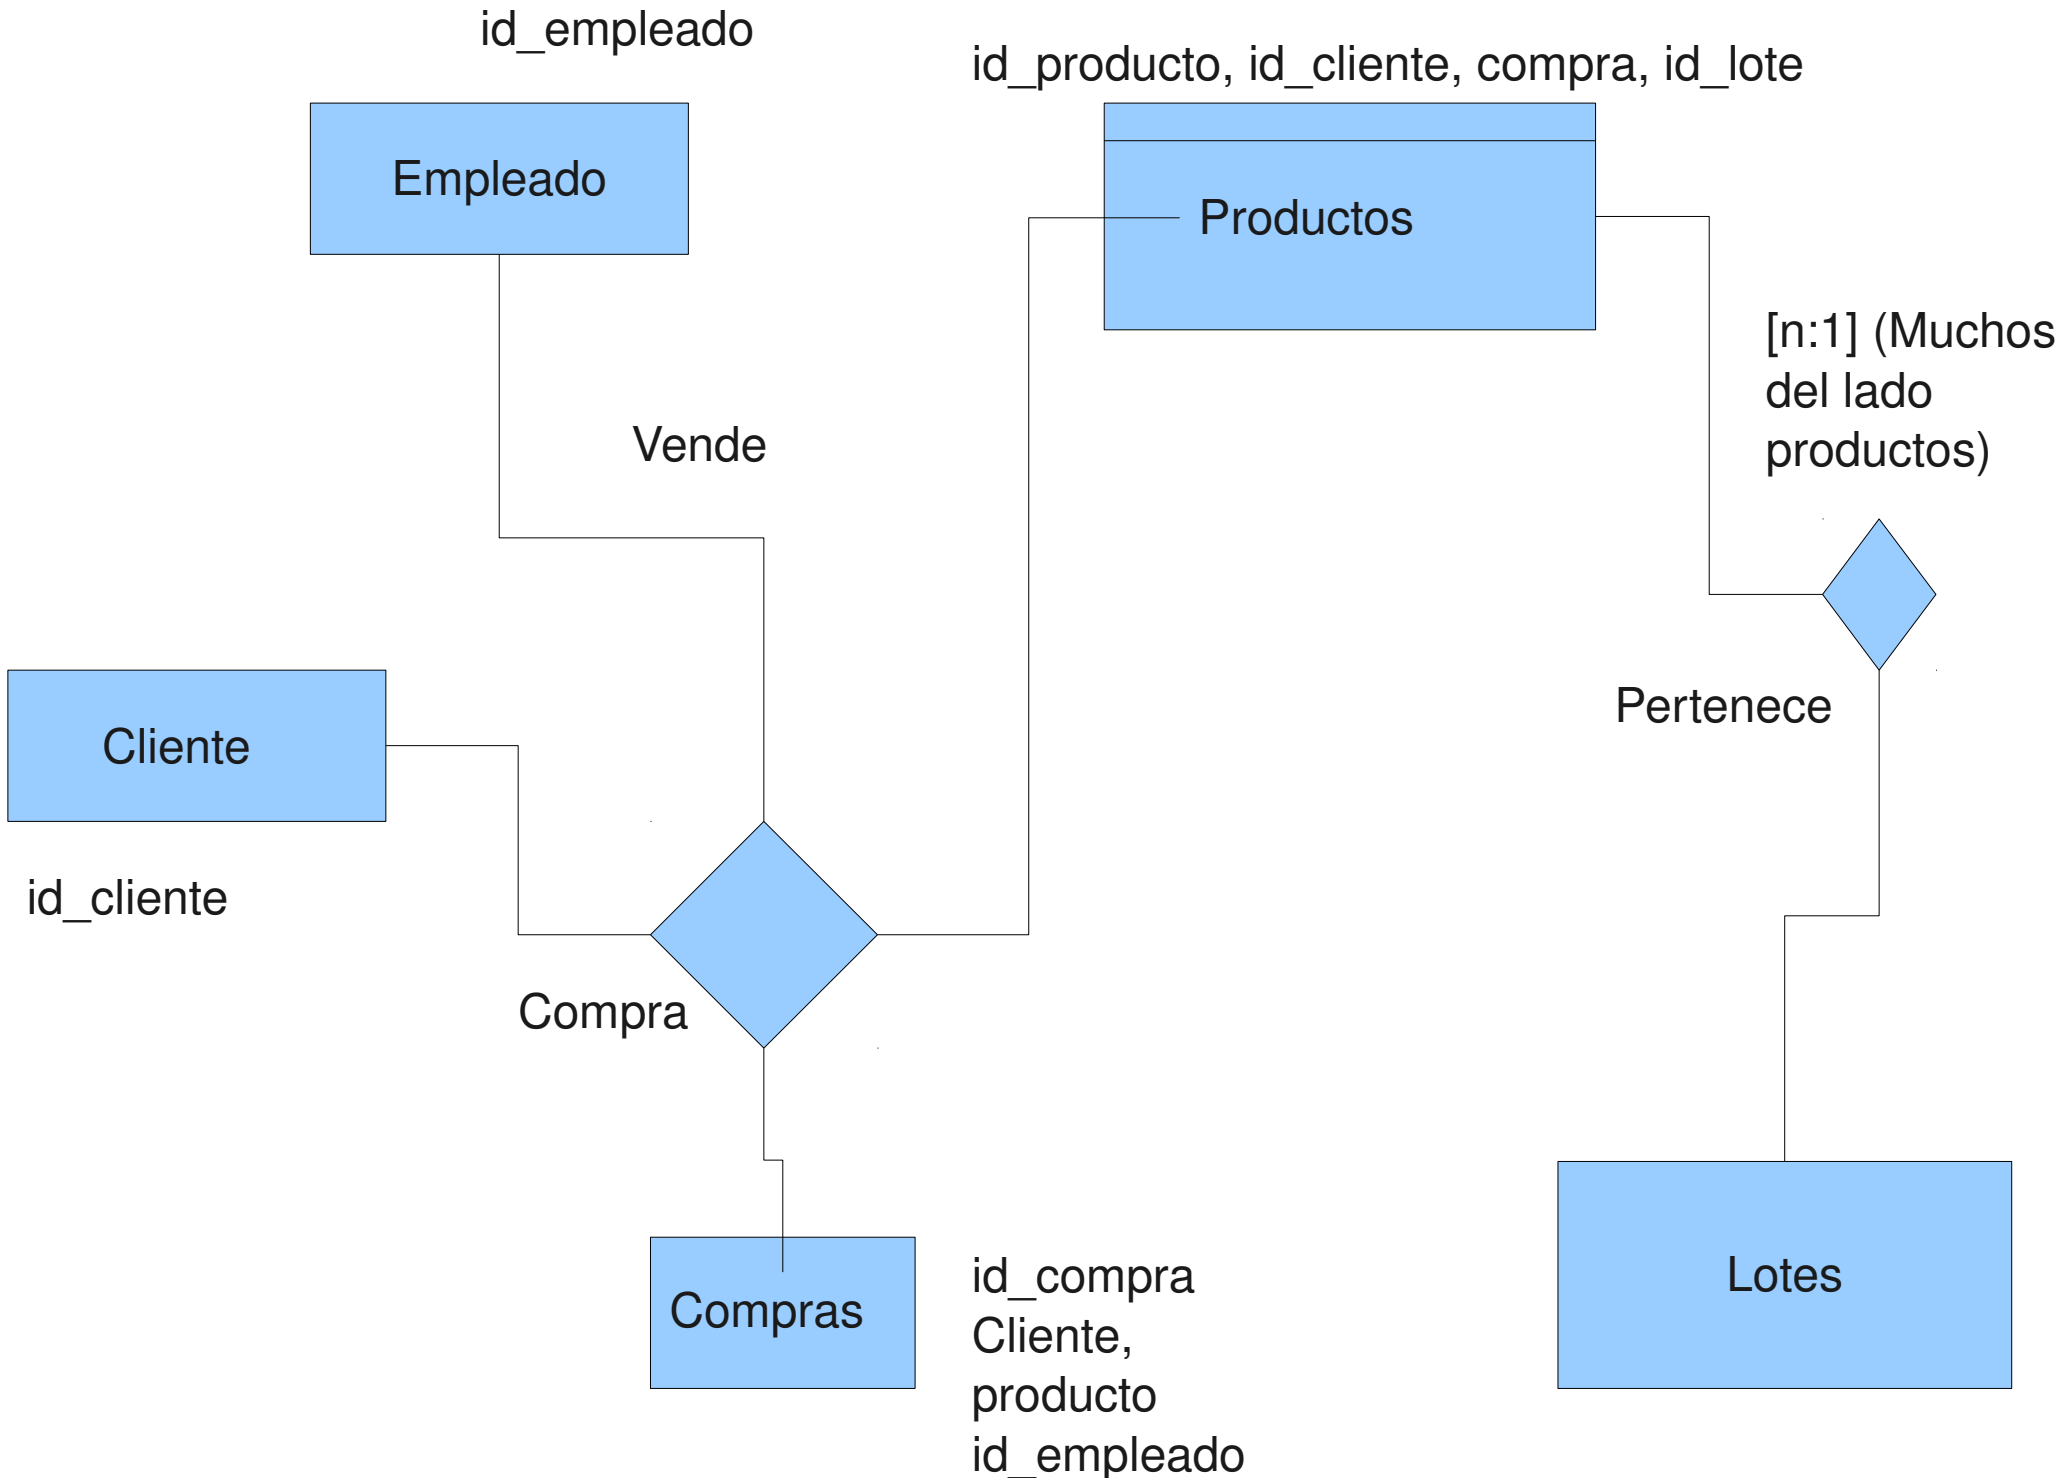 id_empleado
id_producto, id_cliente, compra, id_lote
Empleado
Productos
[n:1] (Muchos
del lado
productos)
Vende
Pertenece
Cliente
id_cliente
Compra
Compras
id_compra
Cliente,
producto
id_empleado
Lotes